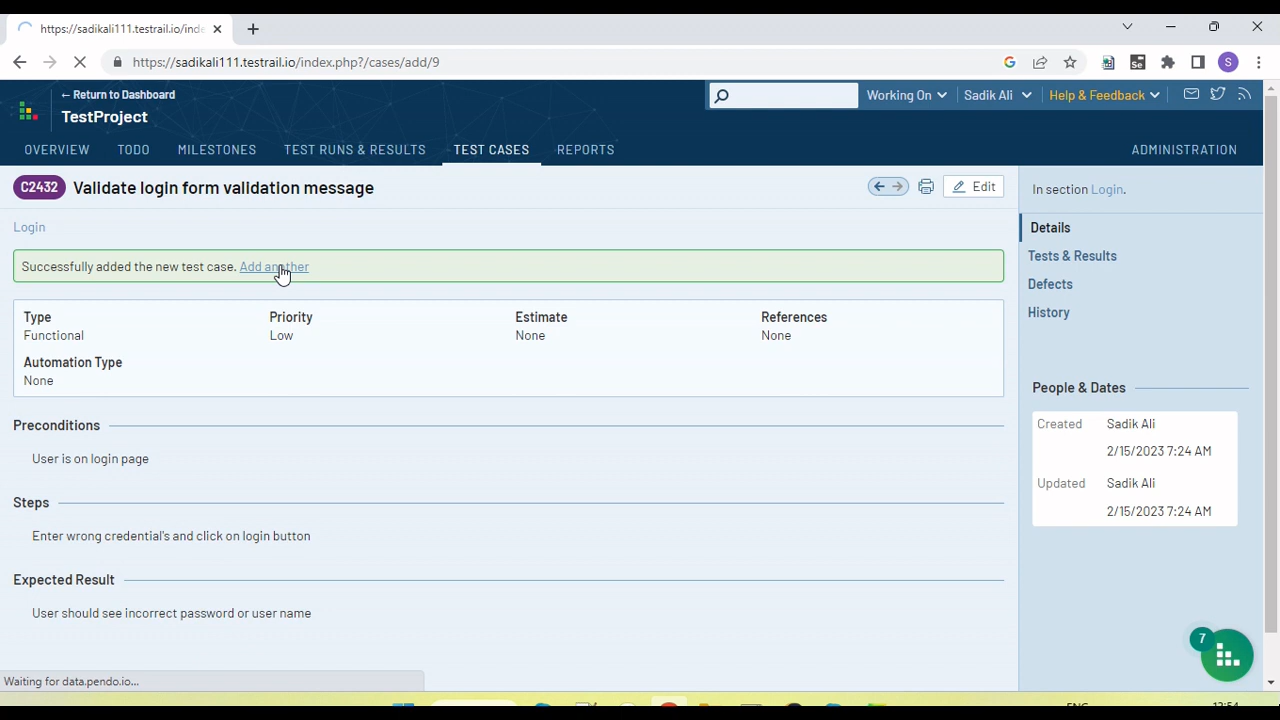 https://sadikali111.testrail.io/inde
https://sadikali111.testrail.io/index.php?/cases/add/9
S
← Return to Dashboard
TestProject
Working On
Sadik Ali
Help & Feedback
OVERVIEW
TODO
MILESTONES
TEST RUNS & RESULTS
TEST CASES
REPORTS
ADMINISTRATION
C2432 Validate login form validation message
Edit
In section Login.
Login
Details
Successfully added the new test case. Add another
Tests & Results
Defects
History
Type
Functional
Priority
Low
Estimate
None
References
None
Automation Type
None
People & Dates
Created Sadik Ali
2/15/2023 7:24 AM
Updated Sadik Ali
2/15/2023 7:24 AM
Preconditions
User is on login page
Steps
Enter wrong credential's and click on login button
Expected Result
User should see incorrect password or user name
7
Waiting for data.pendo.io...